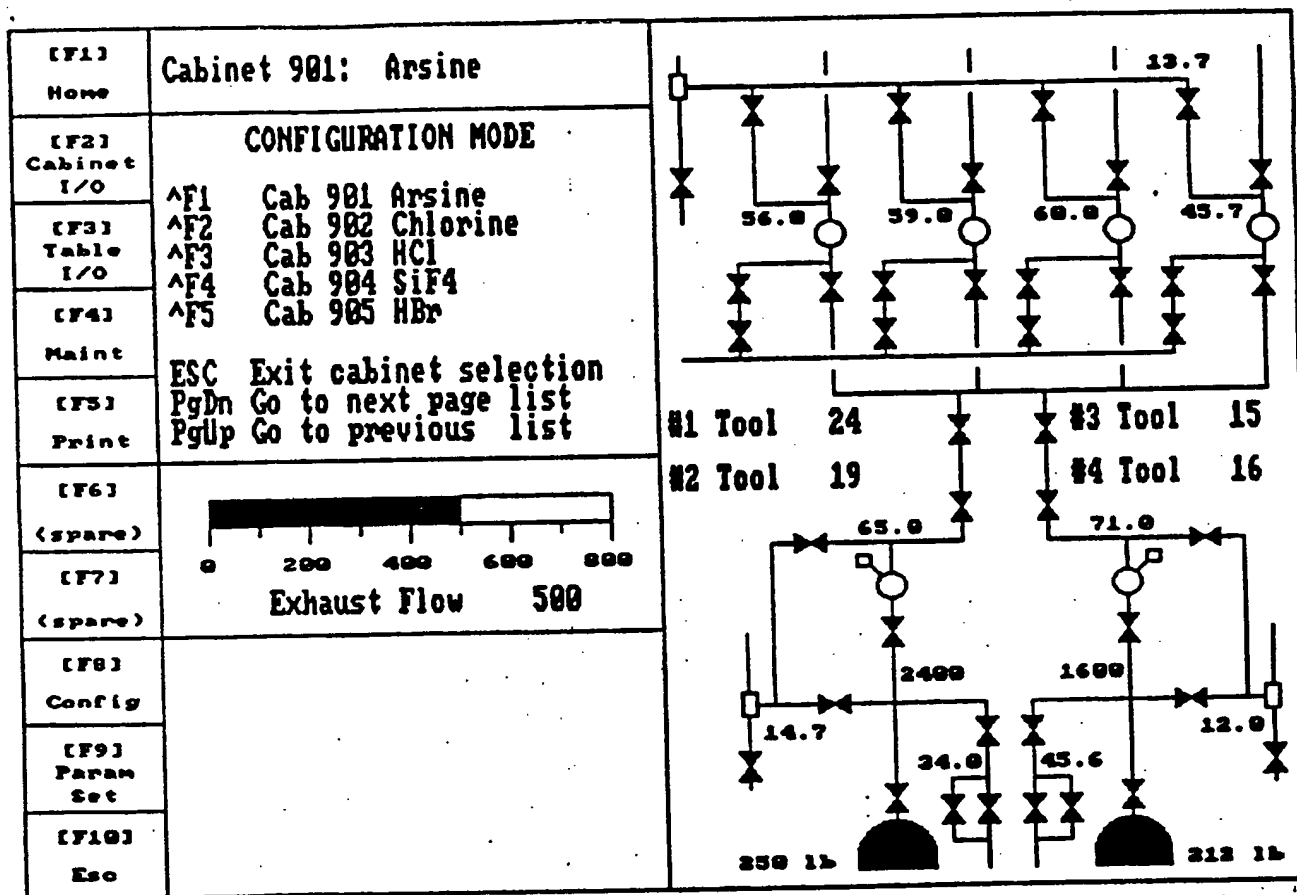 [F1]
Home
[F2]
Cabinet
I/O
[F3]
Table
I/O
[F4]
Maint
[F5]
Print
[F6]
(spare)
[F7]
(spare)
[F8]
Config
[F9]
Param
Set
[F10]
Esc
Cabinet 901: Arsine
CONFIGURATION MODE
^F1 Cab 901 Arsine
^F2 Cab 902 Chlorine
^F3 Cab 903 HCl
^F4 Cab 904 SiF4
^F5 Cab 905 HBr
ESC Exit cabinet selection
PgDn Go to next page list
PgUp Go to previous list
0 200 400 600 800
Exhaust Flow 500
13.7
56.0 59.0 60.0 45.7
#1 Tool 24 #3 Tool 15
#2 Tool 19 #4 Tool 16
65.0 71.0
2400 1600
14.7 12.0
34.0 45.6
250 lb 212 lb